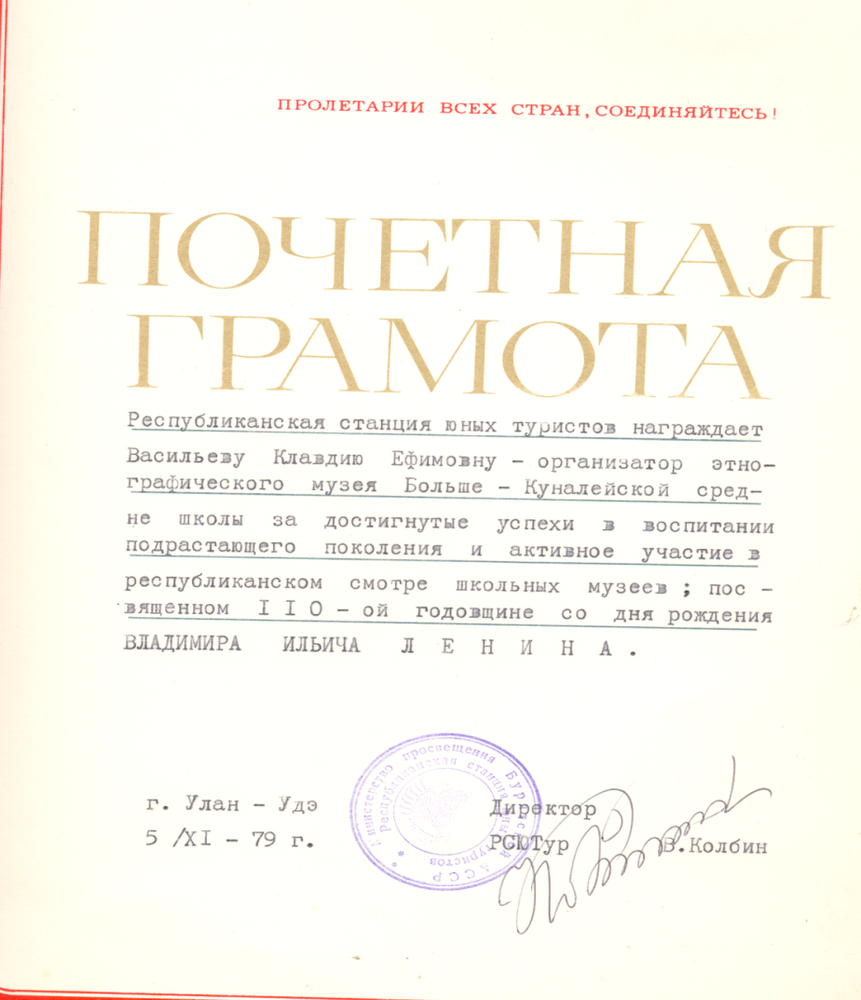 ПРОЛЕТАРИИ ВСЕХ СТРАН, СОЕДИНЯЙТЕСЬ!
ПОЧЕТНАЯ
ГРАМОТА
Республиканская станция юных туристов награждает
Васильеву Клавдию Ефимовну – организатор этно-
графического музея Больше – Куналейской сред-
не школы за достигнутые успехи в воспитании
подрастающего поколения и активное участие в
республиканском смотре школьных музеев ; пос –
вященном I I O – ой годовщине со дня рождения
ВЛАДИМИРА ИЛЬИЧА Л Е Н И Н А .
Министерство просвещения Бурятской АССР
Республиканская станция юных туристов
г. Улан – Удэ
5 /XI – 79 г.
Директор
РСЮТур В.Колбин